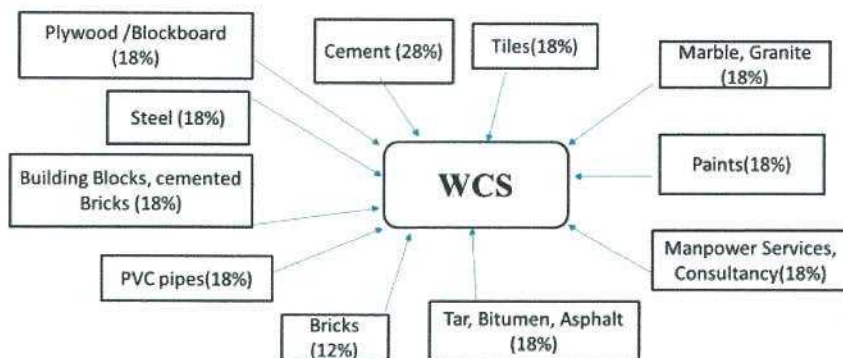 Plywood /Blockboard
(18%)
Cement (28%)
Tiles(18%)
Marble, Granite
(18%)
Steel (18%)
Building Blocks, cemented
Bricks (18%)
WCS
Paints(18%)
PVC pipes(18%)
Manpower Services,
Consultancy(18%)
Bricks
(12%)
Tar, Bitumen, Asphalt
(18%)